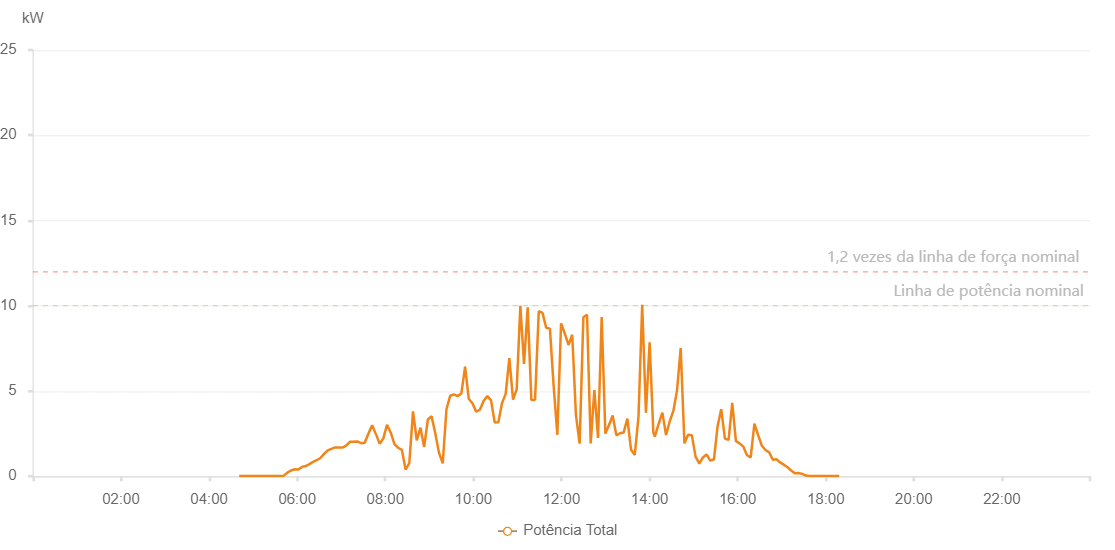 kW
25
20
15
1,2 vezes da linha de força nominal
Linha de potência nominal
10
5
0
02:00 04:00 06:00 08:00 10:00 12:00 14:00 16:00 18:00 20:00 22:00
Potência Total